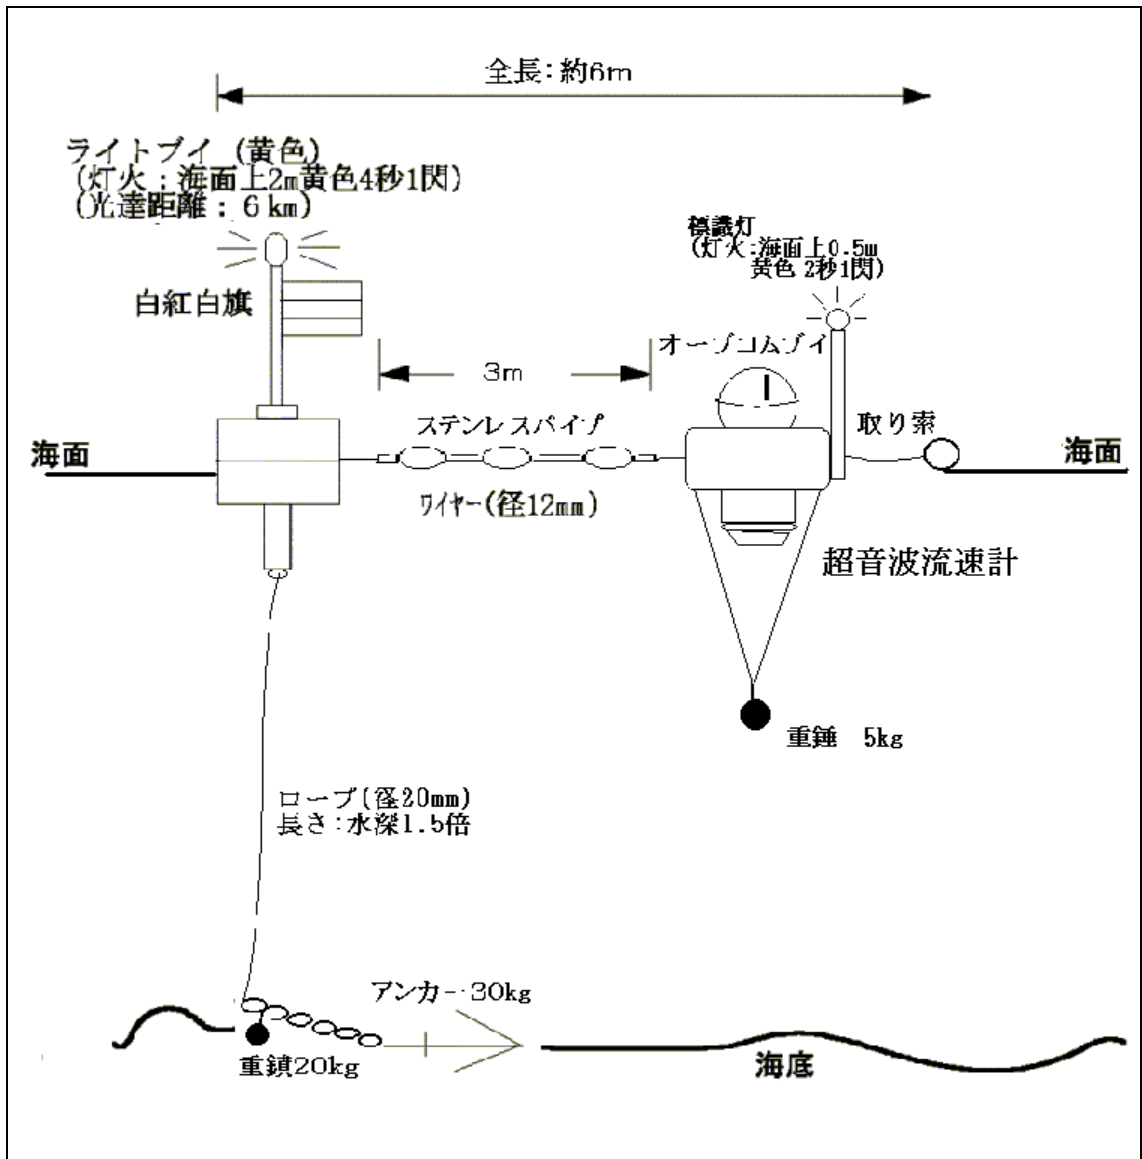 全長：約6m
ライトブイ (黄色)
(灯火：海面上2m黄色4秒1閃)
(光達距離：6km)
標識灯
(灯火：海面上0.5m
黄色 2秒1閃)
白紅白旗
オーブコムブイ
3m
ステンレスパイプ
取り索
海面
海面
ワイヤー(径12mm)
超音波流速計
重錘 5kg
ロープ(径20mm)
長さ：水深1.5倍
アンカー30kg
重鎖20kg
海底